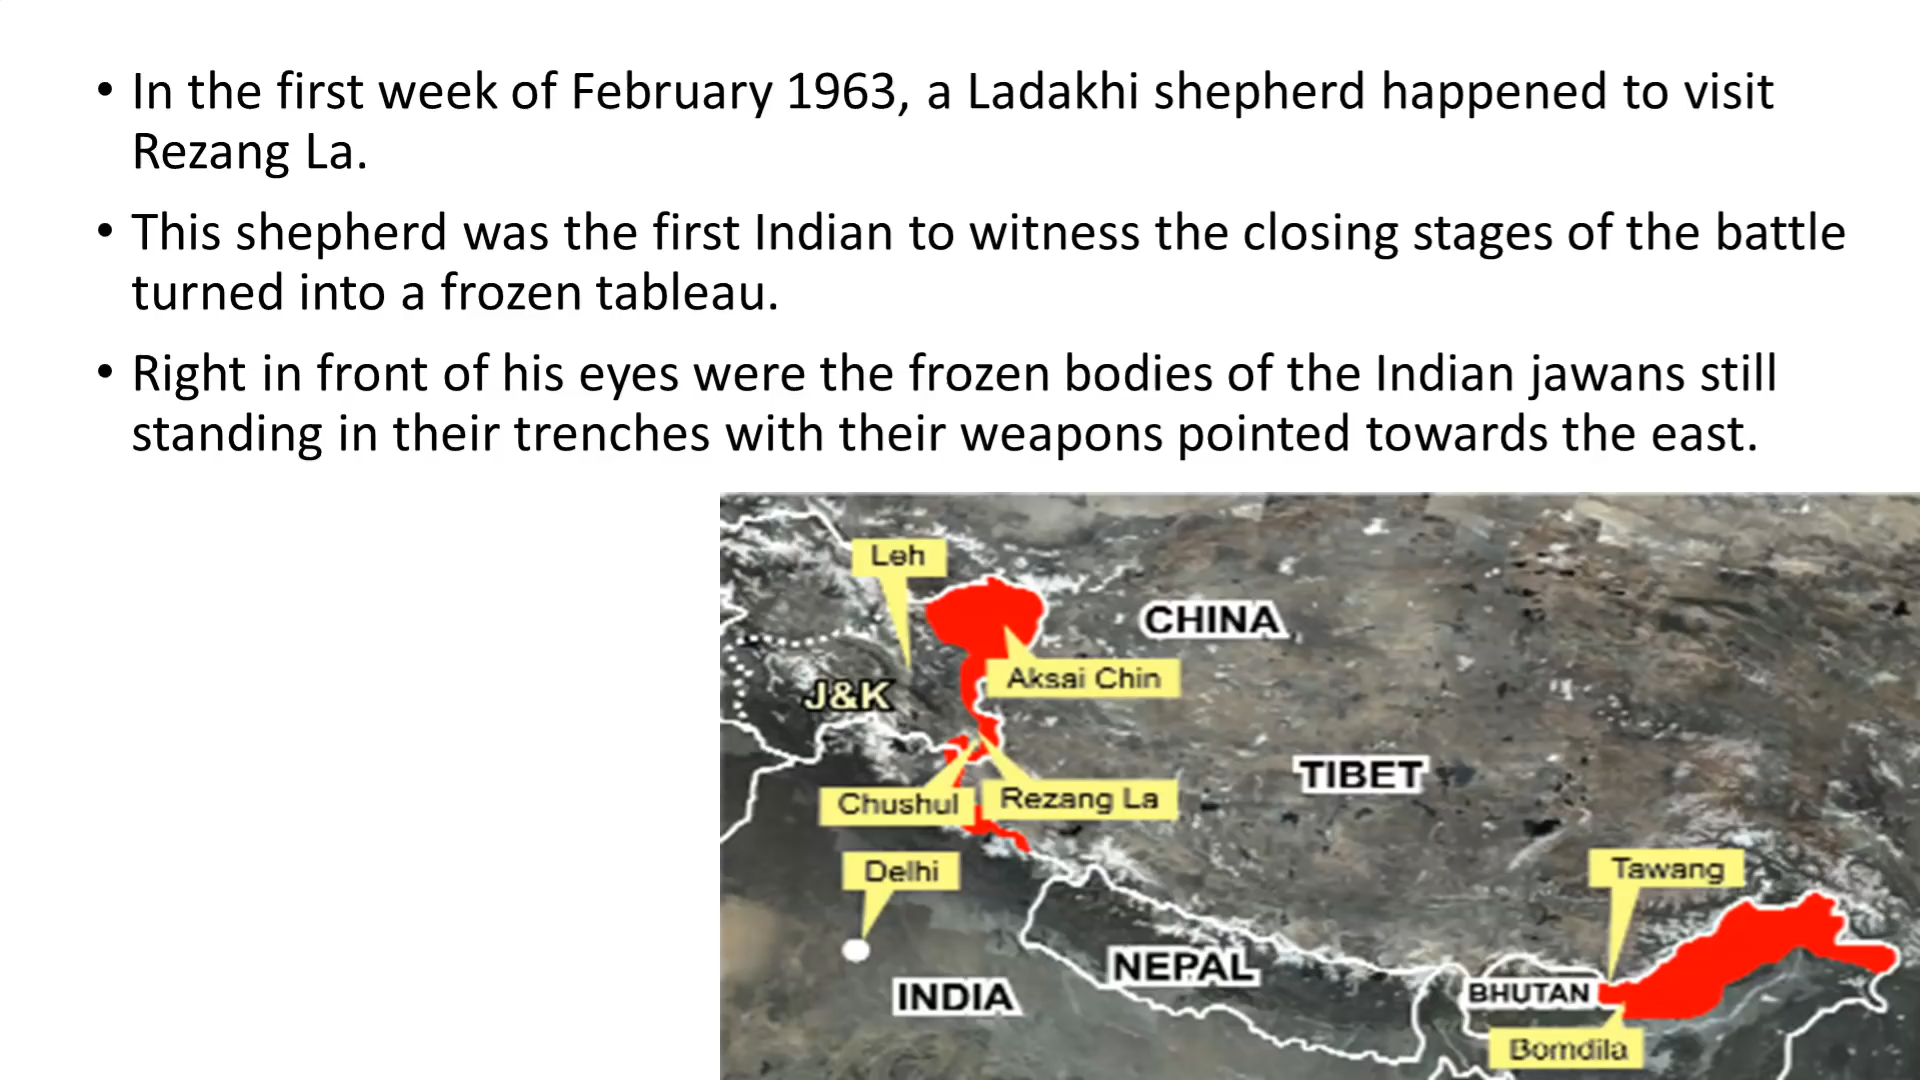 • In the first week of February 1963, a Ladakhi shepherd happened to visit
Rezang La.
• This shepherd was the first Indian to witness the closing stages of the battle
turned into a frozen tableau.
• Right in front of his eyes were the frozen bodies of the Indian jawans still
standing in their trenches with their weapons pointed towards the east.
Leh
CHINA
Aksai Chin
J&K
TIBET
Chushul
Rezang La
Delhi
Tawang
NEPAL
INDIA
BHUTAN
Bomdila